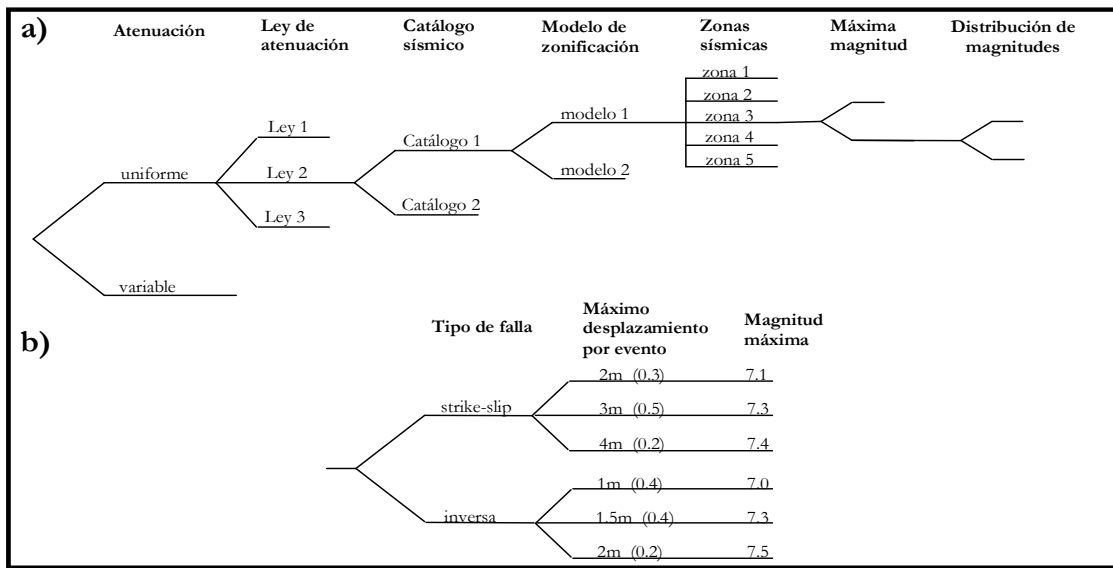 a)
Atenuación
Ley de
atenuación
Catálogo
sísmico
Modelo de
zonificación
Zonas
sísmicas
Máxima
magnitud
Distribución de
magnitudes
zona 1
zona 2
zona 3
zona 4
zona 5
modelo 1
modelo 2
Ley 1
Ley 2
Ley 3
Catálogo 1
Catálogo 2
uniforme
variable
b)
Tipo de falla
Máximo
desplazamiento
por evento
Magnitud
máxima
strike-slip
2m (0.3) 7.1
3m (0.5) 7.3
4m (0.2) 7.4
inversa
1m (0.4) 7.0
1.5m (0.4) 7.3
2m (0.2) 7.5